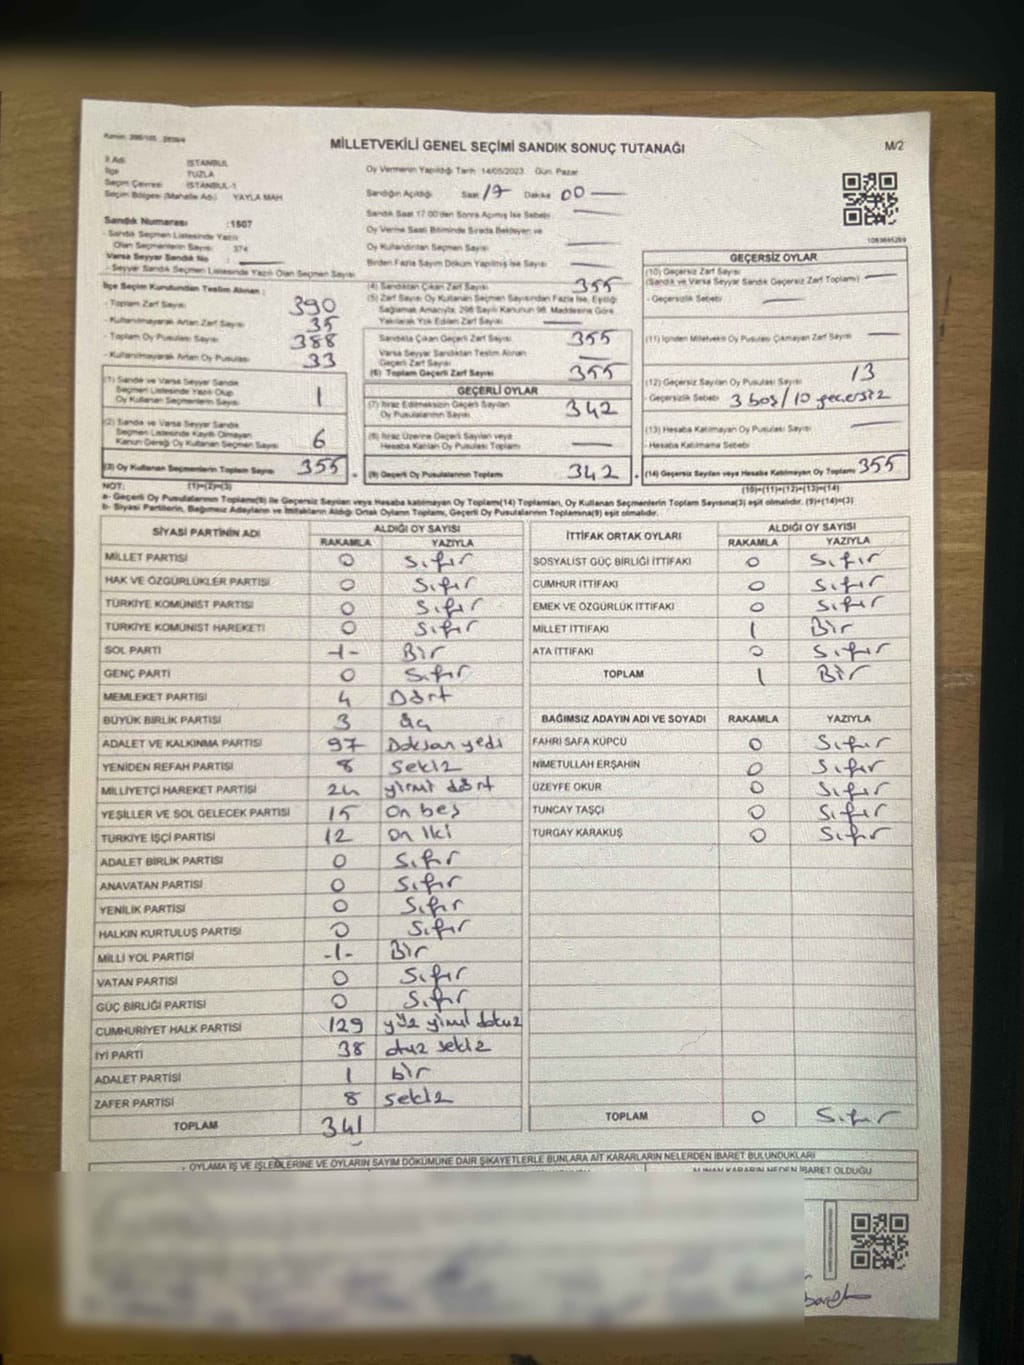 MİLLETVEKİLİ GENEL SEÇİMİ SANDIK SONUÇ TUTANAĞI
M/2
İl Adı : İSTANBUL
İlçe : TUZLA
Seçim Çevresi : İSTANBUL-1
Seçim Bölgesi (Mahalle Adı) YAYLA MAH
Sandık Numarası :1507
- Sandık Seçmen Listesinde Yazılı
Olan Seçmenlerin Sayısı : 374
Varsa Seyyar Sandık No :
- Seyyar Sandık Seçmen Listesinde Yazılı Olan Seçmen Sayısı
Oy Vermenin Yapıldığı Tarih 14/05/2023 Gün Pazar
Sandığın Açıldığı Saat 17 Dakika 00
Sandık Saat 17.00'den Sonra Açılmış İse Sebebi
Oy Verme Saati Bitiminde Sırada Bekleyen ve
Oy Kullandırılan Seçmen Sayısı
Birden Fazla Sayım Döküm Yapılmış İse Sayısı
1083695289
İlçe Seçim Kurulundan Teslim Alınan :
- Toplam Zarf Sayısı 390
- Kullanılmayarak Artan Zarf Sayısı 35
- Toplam Oy Pusulası Sayısı 388
- Kullanılmayarak Artan Oy Pusulası 33
(1) Sandık ve Varsa Seyyar Sandık
Seçmen Listesinde Yazılı Olup
Oy Kullanan Seçmenlerin Sayısı 1
(2) Sandık ve Varsa Seyyar Sandık
Seçmen Listesinde Kayıtlı Olmayan
Kanun Gereği Oy Kullanan Seçmen Sayısı 6
(3) Oy Kullanan Seçmenlerin Toplam Sayısı 355
(1)+(2)=(3)
(4) Sandıktan Çıkan Zarf Sayısı 355
(5) Zarf Sayısı Oy Kullanan Seçmen Sayısından Fazla İse, Eşitliği
Sağlamak Amacıyla, 298 Sayılı Kanunun 98. Maddesine Göre
Yakılarak Yok Edilen Zarf Sayısı
Sandıkta Çıkan Geçerli Zarf Sayısı 355
Varsa Seyyar Sandıktan Teslim Alınan
Geçerli Zarf Sayısı
(6) Toplam Geçerli Zarf Sayısı 355
GEÇERLİ OYLAR
(7) İtiraz Edilmeksizin Geçerli Sayılan
Oy Pusulalarının Sayısı 342
(8) İtiraz Üzerine Geçerli Sayılan veya
Hesaba Katılan Oy Pusulası Toplamı
(9) Geçerli Oy Pusulalarının Toplamı 342
GEÇERSİZ OYLAR
(10) Geçersiz Zarf Sayısı
(Sandık ve Varsa Seyyar Sandık Geçersiz Zarf Toplamı)
- Geçersizlik Sebebi
(11) İçinden Milletvekili Oy Pusulası Çıkmayan Zarf Sayısı
(12) Geçersiz Sayılan Oy Pusulası Sayısı 13
- Geçersizlik Sebebi 3 boş/10 geçersiz
(13) Hesaba Katılmayan Oy Pusulası Sayısı
- Hesaba Katılmama Sebebi
(14) Geçersiz Sayılan veya Hesaba Katılmayan Oy Toplamı 355
(10)+(11)+(12)+(13)=(14)
NOT:
a- Geçerli Oy Pusulalarının Toplamı(9) ile Geçersiz Sayılan veya Hesaba katılmayan Oy Toplamı(14) Toplamları, Oy Kullanan Seçmenlerin Toplam Sayısına(3) eşit olmalıdır. (9)+(14)=(3)
b- Siyasi Partilerin, Bağımsız Adayların ve İttifakların Aldığı Ortak Oyların Toplamı, Geçerli Oy Pusulalarının Toplamına(9) eşit olmalıdır.
SİYASİ PARTİNİN ADI ALDIĞI OY SAYISI
RAKAMLA YAZIYLA
MİLLET PARTİSİ 0 Sıfır
HAK VE ÖZGÜRLÜKLER PARTİSİ 0 Sıfır
TÜRKİYE KOMÜNİST PARTİSİ 0 Sıfır
TÜRKİYE KOMÜNİST HAREKETİ 0 Sıfır
SOL PARTİ -1- Bir
GENÇ PARTİ 0 Sıfır
MEMLEKET PARTİSİ 4 Dört
BÜYÜK BİRLİK PARTİSİ 3 üç
ADALET VE KALKINMA PARTİSİ 97 Doksan yedi
YENİDEN REFAH PARTİSİ 8 sekiz
MİLLİYETÇİ HAREKET PARTİSİ 24 yirmi dört
YEŞİLLER VE SOL GELECEK PARTİSİ 15 On beş
TÜRKİYE İŞÇİ PARTİSİ 12 On iki
ADALET BİRLİK PARTİSİ 0 Sıfır
ANAVATAN PARTİSİ 0 Sıfır
YENİLİK PARTİSİ 0 Sıfır
HALKIN KURTULUŞ PARTİSİ 0 Sıfır
MİLLİ YOL PARTİSİ -1- Bir
VATAN PARTİSİ 0 Sıfır
GÜÇ BİRLİĞİ PARTİSİ 0 Sıfır
CUMHURİYET HALK PARTİSİ 129 yüz yirmi dokuz
İYİ PARTİ 38 otuz sekiz
ADALET PARTİSİ 1 bir
ZAFER PARTİSİ 8 sekiz
TOPLAM 341
İTTİFAK ORTAK OYLARI ALDIĞI OY SAYISI
RAKAMLA YAZIYLA
SOSYALİST GÜÇ BİRLİĞİ İTTİFAKI 0 Sıfır
CUMHUR İTTİFAKI 0 Sıfır
EMEK VE ÖZGÜRLÜK İTTİFAKI 0 Sıfır
MİLLET İTTİFAKI 1 Bir
ATA İTTİFAKI 0 Sıfır
TOPLAM 1 Bir
BAĞIMSIZ ADAYIN ADI VE SOYADI RAKAMLA YAZIYLA
FAHRİ SAFA KÜPCÜ 0 Sıfır
NİMETULLAH ERŞAHİN 0 Sıfır
ÜZEYFE OKUR 0 Sıfır
TUNCAY TAŞÇI 0 Sıfır
TURGAY KARAKUŞ 0 Sıfır
TOPLAM 0 Sıfır
- OYLAMA İŞ VE İŞLEMLERİNE VE OYLARIN SAYIM DÖKÜMÜNE DAİR ŞİKAYETLERLE BUNLARA AİT KARARLARIN NELERDEN İBARET BULUNDUKLARI
ALINAN KARARIN NEDEN İBARET OLDUĞU